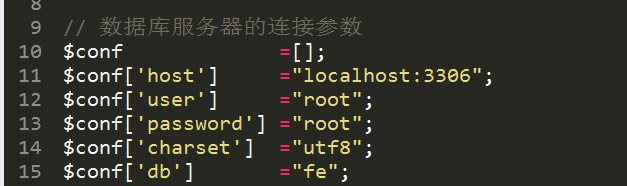 8
9 // 数据库服务器的连接参数
10 $conf =[];
11 $conf['host'] ="localhost:3306";
12 $conf['user'] ="root";
13 $conf['password'] ="root";
14 $conf['charset'] ="utf8";
15 $conf['db'] ="fe";